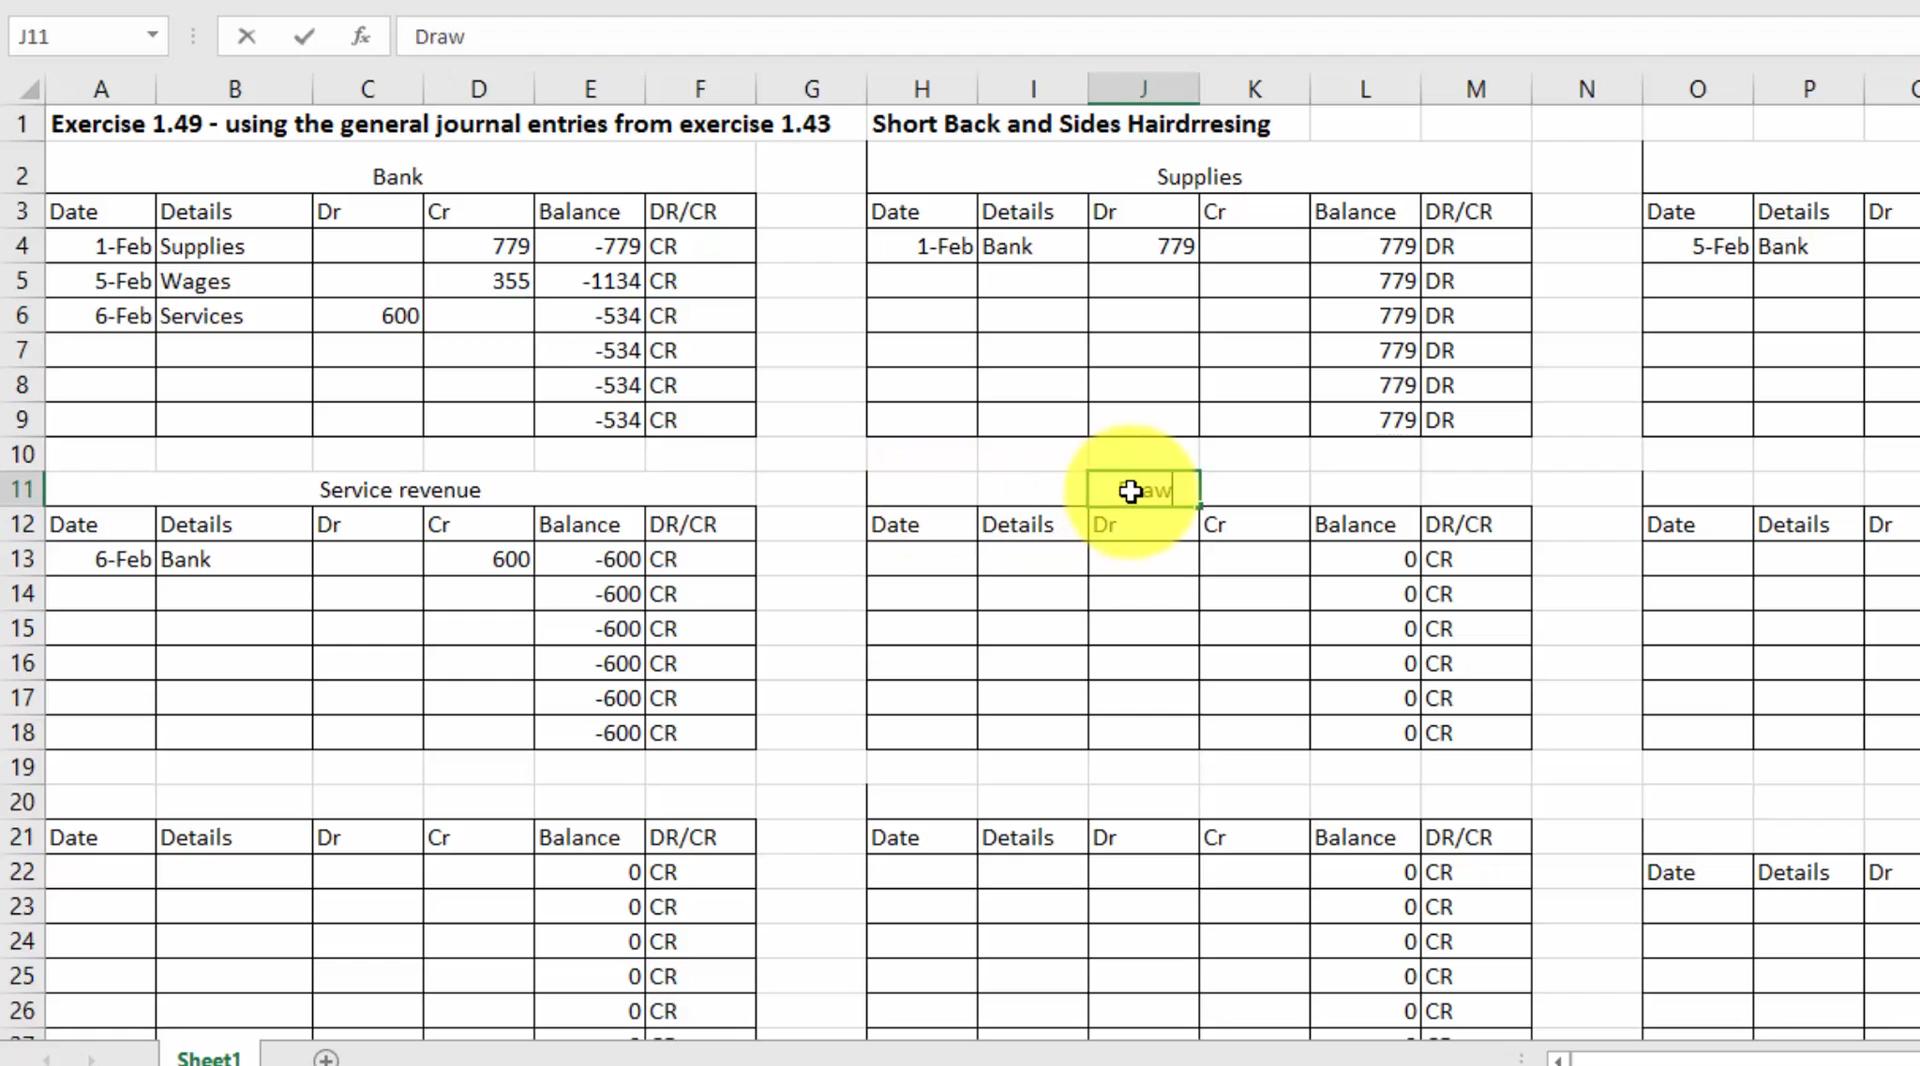 J11 fx Draw
A B C D E F G H I J K L M N O P
1 Exercise 1.49 - using the general journal entries from exercise 1.43 Short Back and Sides Hairdrresing
2 Bank Supplies
3 Date Details Dr Cr Balance DR/CR Date Details Dr Cr Balance DR/CR Date Details Dr
4 1-Feb Supplies 779 -779 CR 1-Feb Bank 779 779 DR 5-Feb Bank
5 5-Feb Wages 355 -1134 CR 779 DR
6 6-Feb Services 600 -534 CR 779 DR
7 -534 CR 779 DR
8 -534 CR 779 DR
9 -534 CR 779 DR
10
11 Service revenue Draw
12 Date Details Dr Cr Balance DR/CR Date Details Dr Cr Balance DR/CR Date Details Dr
13 6-Feb Bank 600 -600 CR 0 CR
14 -600 CR 0 CR
15 -600 CR 0 CR
16 -600 CR 0 CR
17 -600 CR 0 CR
18 -600 CR 0 CR
19
20
21 Date Details Dr Cr Balance DR/CR Date Details Dr Cr Balance DR/CR
22 0 CR 0 CR Date Details Dr
23 0 CR 0 CR
24 0 CR 0 CR
25 0 CR 0 CR
26 0 CR 0 CR
Sheet1